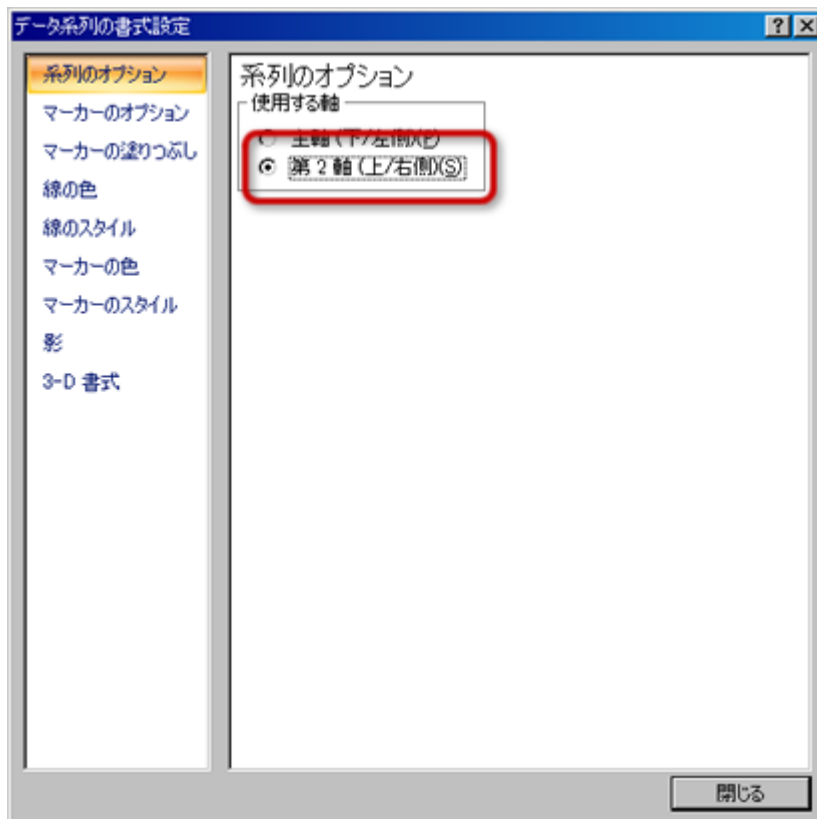 データ系列の書式設定
系列のオプション
マーカーのオプション
マーカーの塗りつぶし
線の色
線のスタイル
マーカーの色
マーカーのスタイル
影
3-D 書式
系列のオプション
使用する軸
主軸 (下/左側)(P)
第 2 軸 (上/右側)(S)
閉じる